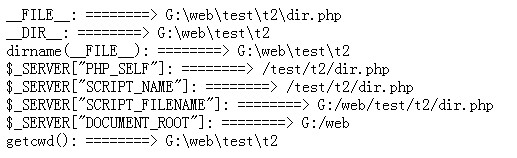 __FILE__: ========> G:\web\test\t2\dir.php
__DIR__: ========> G:\web\test\t2
dirname(__FILE__): ========> G:\web\test\t2
$_SERVER["PHP_SELF"]: ========> /test/t2/dir.php
$_SERVER["SCRIPT_NAME"]: ========> /test/t2/dir.php
$_SERVER["SCRIPT_FILENAME"]: ========> G:/web/test/t2/dir.php
$_SERVER["DOCUMENT_ROOT"]: ========> G:/web
getcwd(): ========> G:\web\test\t2